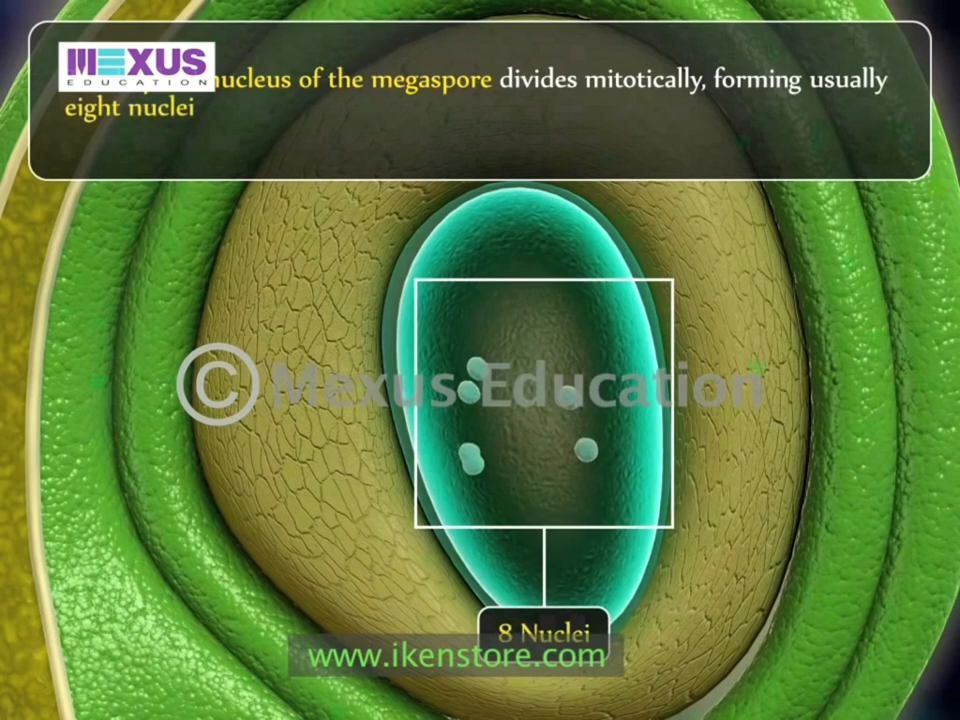 MEXUS
EDUCATION
nucleus of the megaspore divides mitotically, forming usually
eight nuclei
© Mexus Education
8 Nuclei
www.ikenstore.com